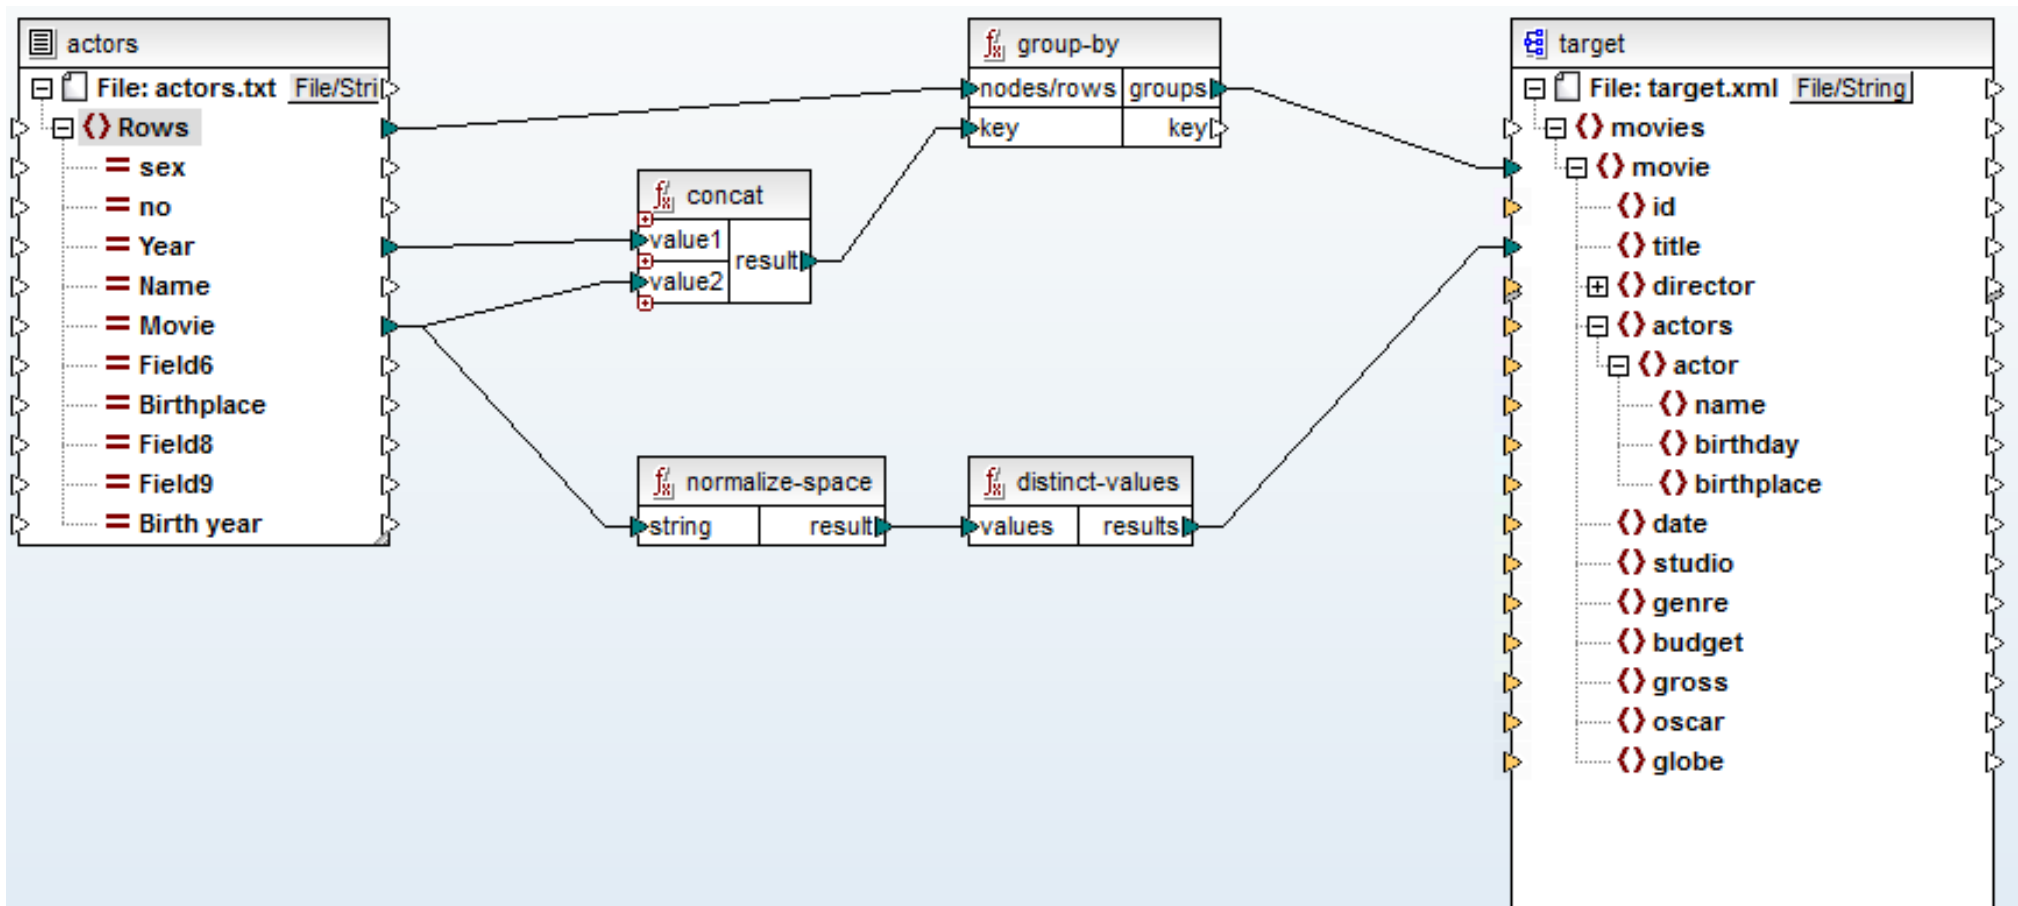 actors
File: actors.txt File/Stri
Rows
sex
no
Year
Name
Movie
Field6
Birthplace
Field8
Field9
Birth year
concat
value1
value2
result
normalize-space
string result
group-by
nodes/rows groups
key key
distinct-values
values results
target
File: target.xml File/String
movies
movie
id
title
director
actors
actor
name
birthday
birthplace
date
studio
genre
budget
gross
oscar
globe